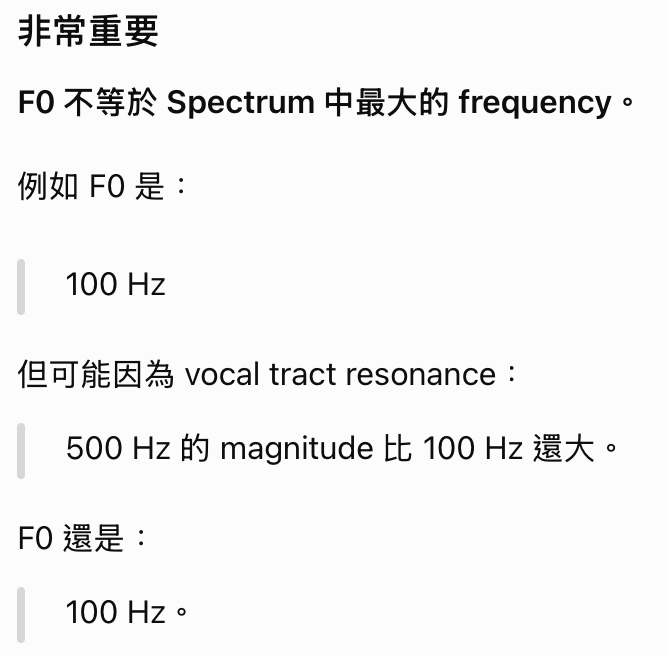 非常重要
F0 不等於 Spectrum 中最大的 frequency。
例如 F0 是：
100 Hz
但可能因為 vocal tract resonance：
500 Hz 的 magnitude 比 100 Hz 還大。
F0 還是：
100 Hz。